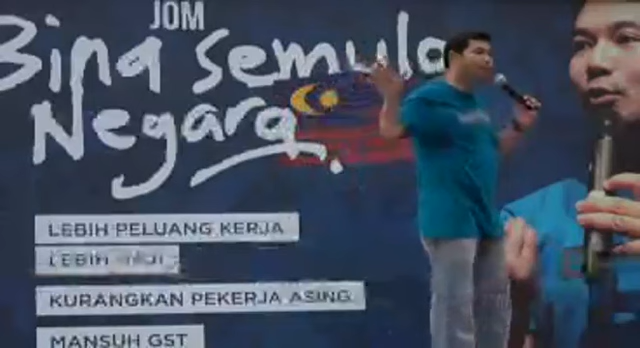 JOM
Bina semula
Negara.
LEBIH PELUANG KERJA
LEBIH
KURANGKAN PEKERJA ASING
MANSUH GST